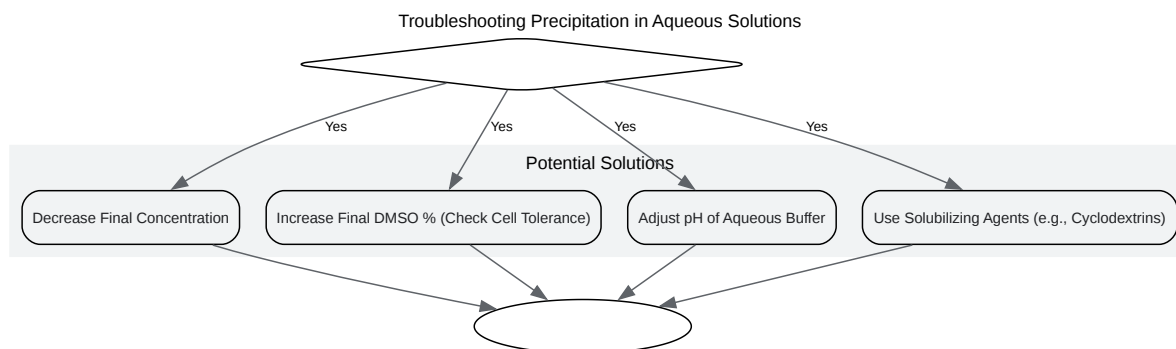 Troubleshooting Precipitation in Aqueous Solutions
Yes
Yes
Yes
Yes
Potential Solutions
Decrease Final Concentration
Increase Final DMSO % (Check Cell Tolerance)
Adjust pH of Aqueous Buffer
Use Solubilizing Agents (e.g., Cyclodextrins)